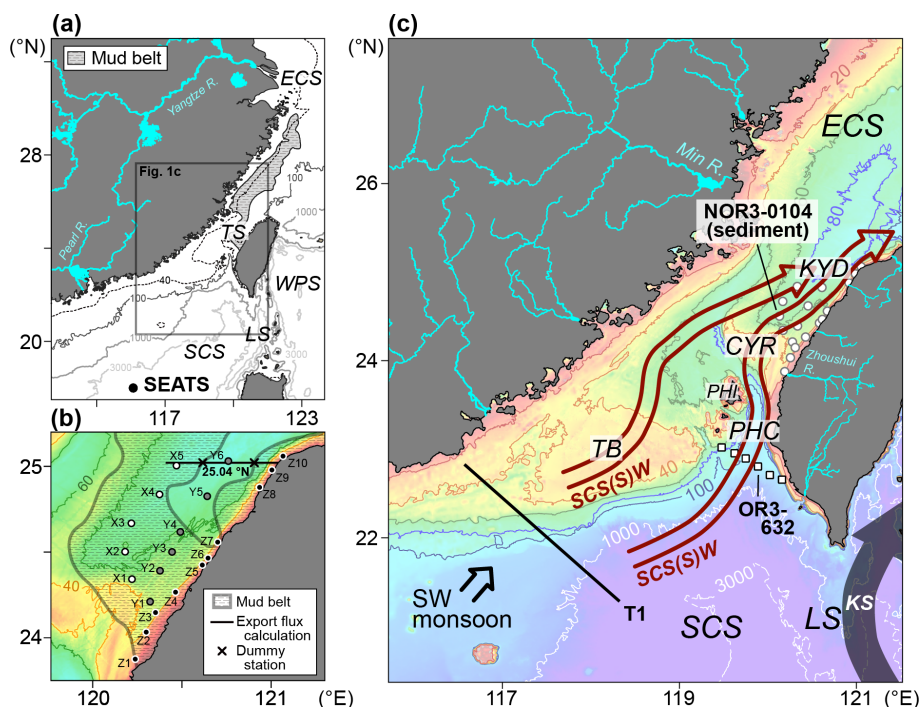 (a)
(°N)
Mud belt
ECS
Yangtze R.
28
Fig. 1c
100
1000
TS
Pearl R.
40
100
WPS
20
SCS
LS
3000
3000
SEATS
117
123
(b)
X5
Y6
25
25.04 °N
Z10
Z9
60
X4
Y5
Z8
X3
Y4
Z7
X2
Y3
Z6
Z5
X1
Y2
40
Y1
Z4
Z3
Z2
24
Z1
Mud belt
Export flux
calculation
Dummy
station
120
121
(°E)
(c)
(°N)
20
ECS
Min R.
26
80
NOR3-0104
(sediment)
KYD
24
CYR
Zhoushui
R.
PHI
PHC
TB
40
SCS(S)W
100
OR3-
632
22
1000
SCS(S)W
SW
monsoon
3000
T1
SCS
LS
KS
117
119
121
(°E)